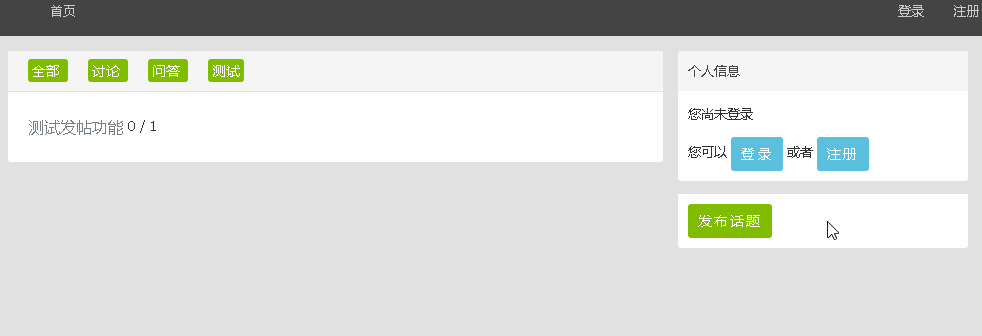 首页 登录 注册
全部 讨论 问答 测试
测试发帖功能 0 / 1
个人信息
您尚未登录
您可以 登录 或者 注册
发布话题